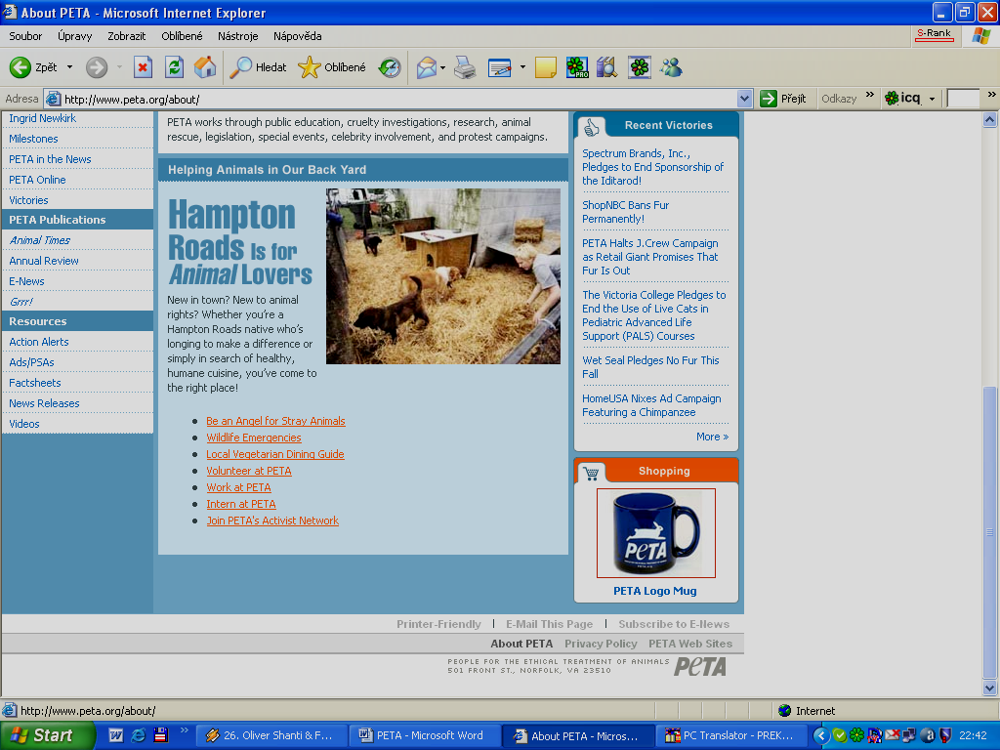 About PETA - Microsoft Internet Explorer
Soubor Úpravy Zobrazit Oblíbené Nástroje Nápověda
S-Rank
Zpět Hledat Oblíbené
PRO
Adresa http://www.peta.org/about/ Přejít Odkazy » icq »
Ingrid Newkirk
Milestones
PETA in the News
PETA Online
Victories
PETA Publications
Animal Times
Annual Review
E-News
Grrr!
Resources
Action Alerts
Ads/PSAs
Factsheets
News Releases
Videos
PETA works through public education, cruelty investigations, research, animal
rescue, legislation, special events, celebrity involvement, and protest campaigns.
Helping Animals in Our Back Yard
Hampton
Roads Is for
Animal Lovers
New in town? New to animal
rights? Whether you're a
Hampton Roads native who's
longing to make a difference or
simply in search of healthy,
humane cuisine, you've come to
the right place!
• Be an Angel for Stray Animals
• Wildlife Emergencies
• Local Vegetarian Dining Guide
• Volunteer at PETA
• Work at PETA
• Intern at PETA
• Join PETA's Activist Network
Recent Victories
Spectrum Brands, Inc.,
Pledges to End Sponsorship of
the Iditarod!
ShopNBC Bans Fur
Permanently!
PETA Halts J.Crew Campaign
as Retail Giant Promises That
Fur Is Out
The Victoria College Pledges to
End the Use of Live Cats in
Pediatric Advanced Life
Support (PALS) Courses
Wet Seal Pledges No Fur This
Fall
HomeUSA Nixes Ad Campaign
Featuring a Chimpanzee
More »
Shopping
PETA
PETA Logo Mug
Printer-Friendly | E-Mail This Page | Subscribe to E-News
About PETA Privacy Policy PETA Web Sites
PEOPLE FOR THE ETHICAL TREATMENT OF ANIMALS
501 FRONT ST., NORFOLK, VA 23510
PETA
http://www.peta.org/about/ Internet
Start » 26. Oliver Shanti & F... PETA - Microsoft Word About PETA - Micros... PC Translator - PREK... 22:42